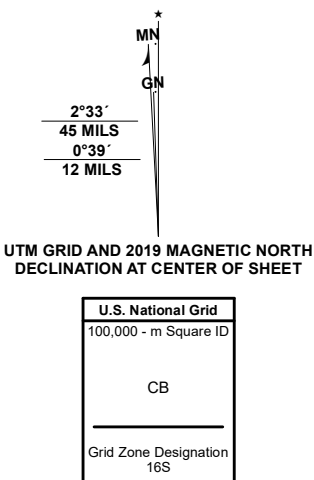 MN
GN
2°33´
45 MILS
0°39´
12 MILS
UTM GRID AND 2019 MAGNETIC NORTH
DECLINATION AT CENTER OF SHEET
U.S. National Grid
100,000 - m Square ID
CB
Grid Zone Designation
16S